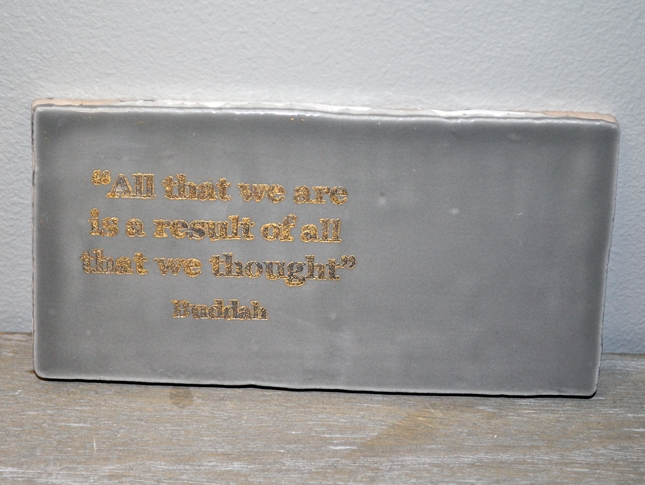 “All that we are
is a result of all
that we thought”
Buddah